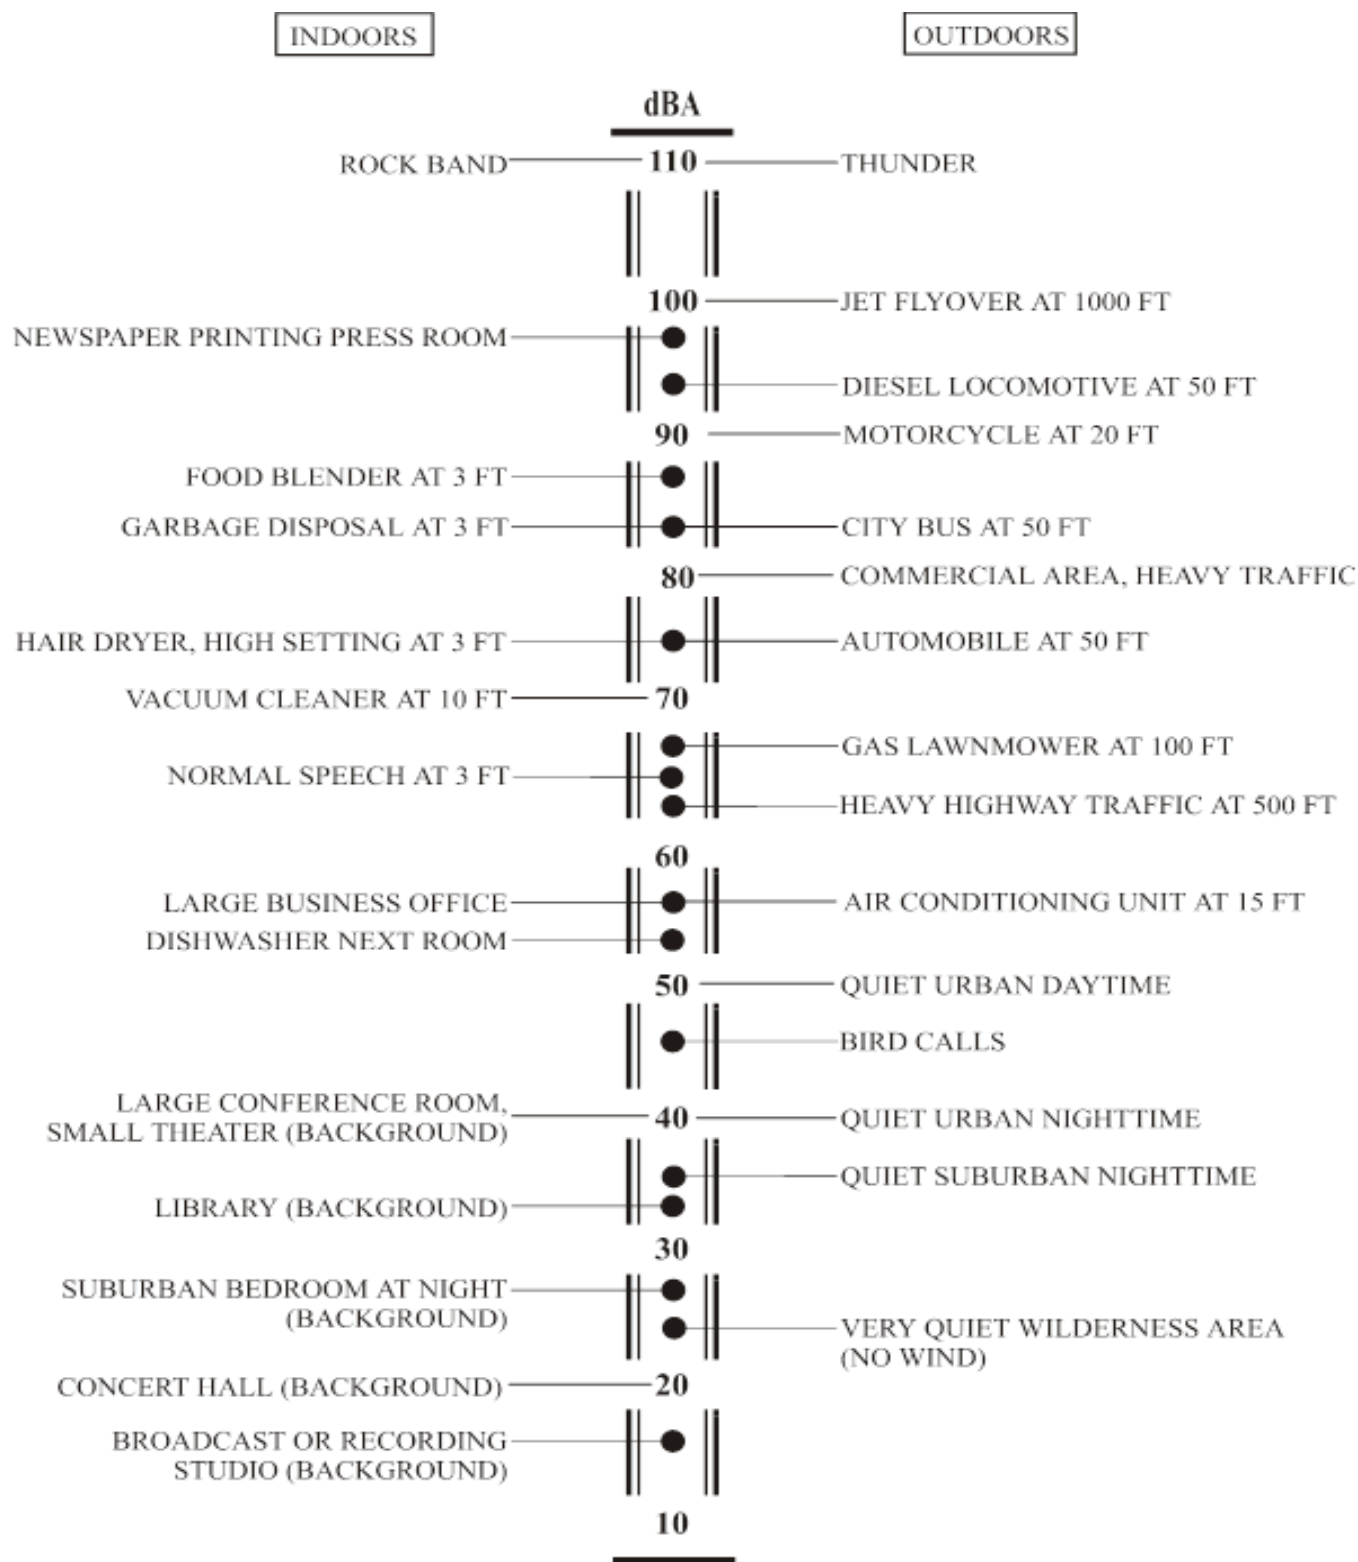 INDOORS
OUTDOORS
dBA
ROCK BAND 110 THUNDER
100 JET FLYOVER AT 1000 FT
NEWSPAPER PRINTING PRESS ROOM
DIESEL LOCOMOTIVE AT 50 FT
90 MOTORCYCLE AT 20 FT
FOOD BLENDER AT 3 FT
GARBAGE DISPOSAL AT 3 FT CITY BUS AT 50 FT
80 COMMERCIAL AREA, HEAVY TRAFFIC
HAIR DRYER, HIGH SETTING AT 3 FT AUTOMOBILE AT 50 FT
VACUUM CLEANER AT 10 FT 70
GAS LAWNMOWER AT 100 FT
NORMAL SPEECH AT 3 FT
HEAVY HIGHWAY TRAFFIC AT 500 FT
60
LARGE BUSINESS OFFICE AIR CONDITIONING UNIT AT 15 FT
DISHWASHER NEXT ROOM
50 QUIET URBAN DAYTIME
BIRD CALLS
LARGE CONFERENCE ROOM,
SMALL THEATER (BACKGROUND) 40 QUIET URBAN NIGHTTIME
QUIET SUBURBAN NIGHTTIME
LIBRARY (BACKGROUND)
30
SUBURBAN BEDROOM AT NIGHT
(BACKGROUND)
VERY QUIET WILDERNESS AREA
(NO WIND)
CONCERT HALL (BACKGROUND) 20
BROADCAST OR RECORDING
STUDIO (BACKGROUND)
10